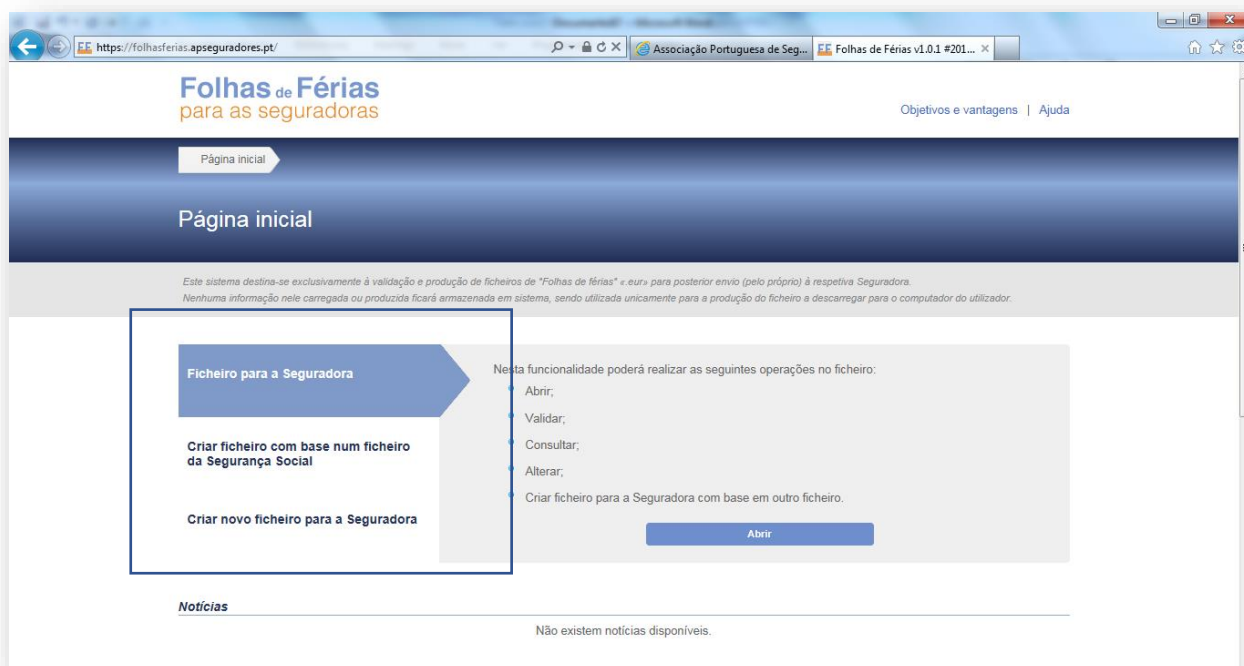 https://folhasferias.apseguradores.pt/
Associação Portuguesa de Seg...
Folhas de Férias v1.0.1 #201...
Folhas de Férias
para as seguradoras
Objetivos e vantagens | Ajuda
Página inicial
Página inicial
Este sistema destina-se exclusivamente à validação e produção de ficheiros de "Folhas de férias" «.eur» para posterior envio (pelo próprio) à respetiva Seguradora.
Nenhuma informação nele carregada ou produzida ficará armazenada em sistema, sendo utilizada unicamente para a produção do ficheiro a descarregar para o computador do utilizador.
Ficheiro para a Seguradora
Criar ficheiro com base num ficheiro
da Segurança Social
Criar novo ficheiro para a Seguradora
Nesta funcionalidade poderá realizar as seguintes operações no ficheiro:
Abrir;
Validar;
Consultar;
Alterar;
Criar ficheiro para a Seguradora com base em outro ficheiro.
Abrir
Notícias
Não existem notícias disponíveis.